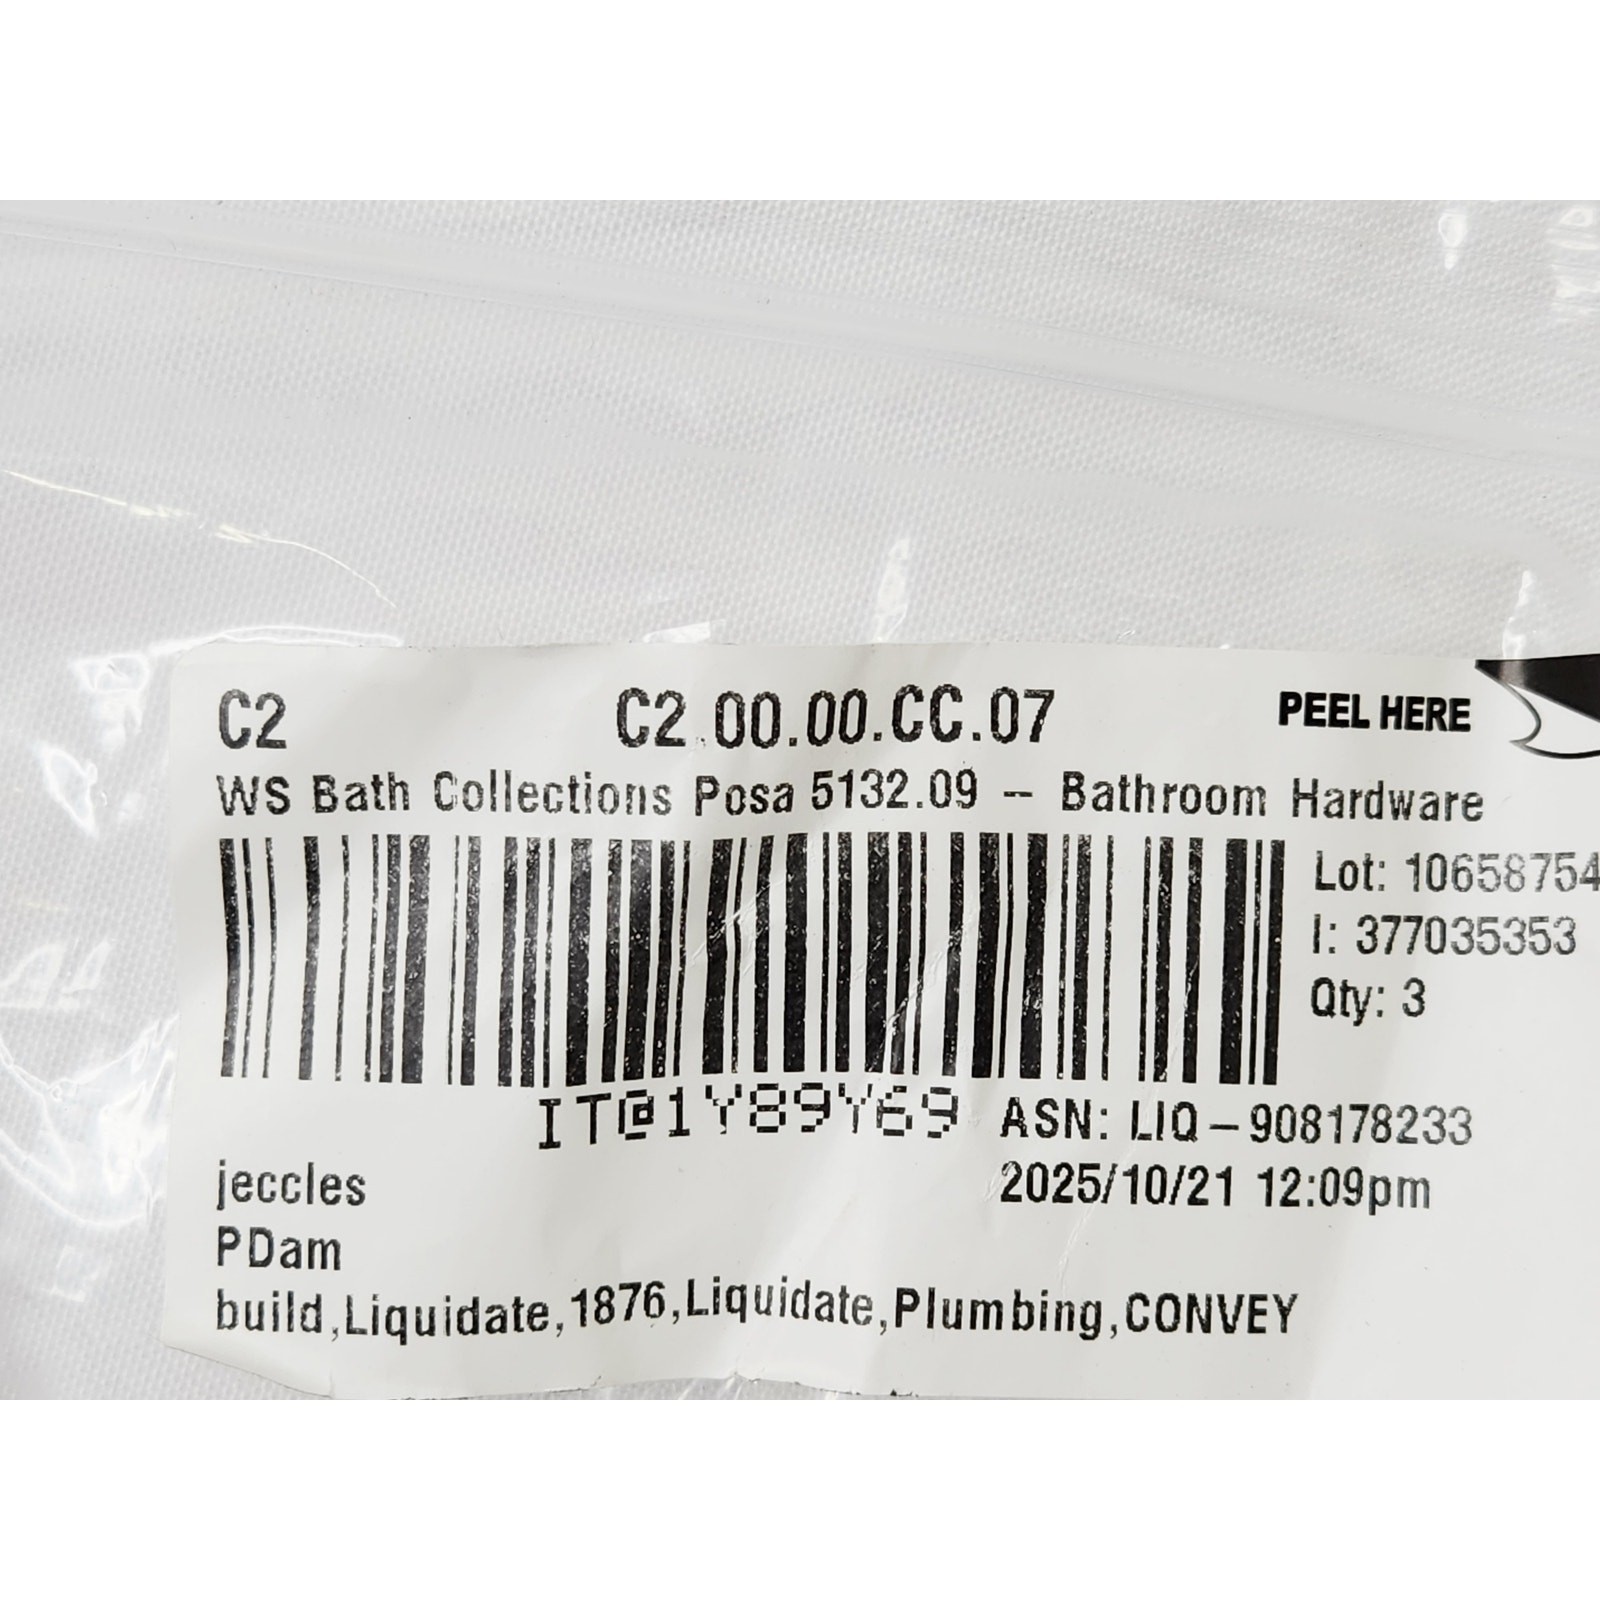 C2 C2.00.00.CC.07 PEEL HERE
WS Bath Collections Posa 5132.09 – Bathroom Hardware
Lot: 10658754
I: 377035353
Qty: 3
IT@1Y89Y69 ASN: LIQ-908178233
jeccles 2025/10/21 12:09pm
PDam
build,Liquidate,1876,Liquidate,Plumbing,CONVEY